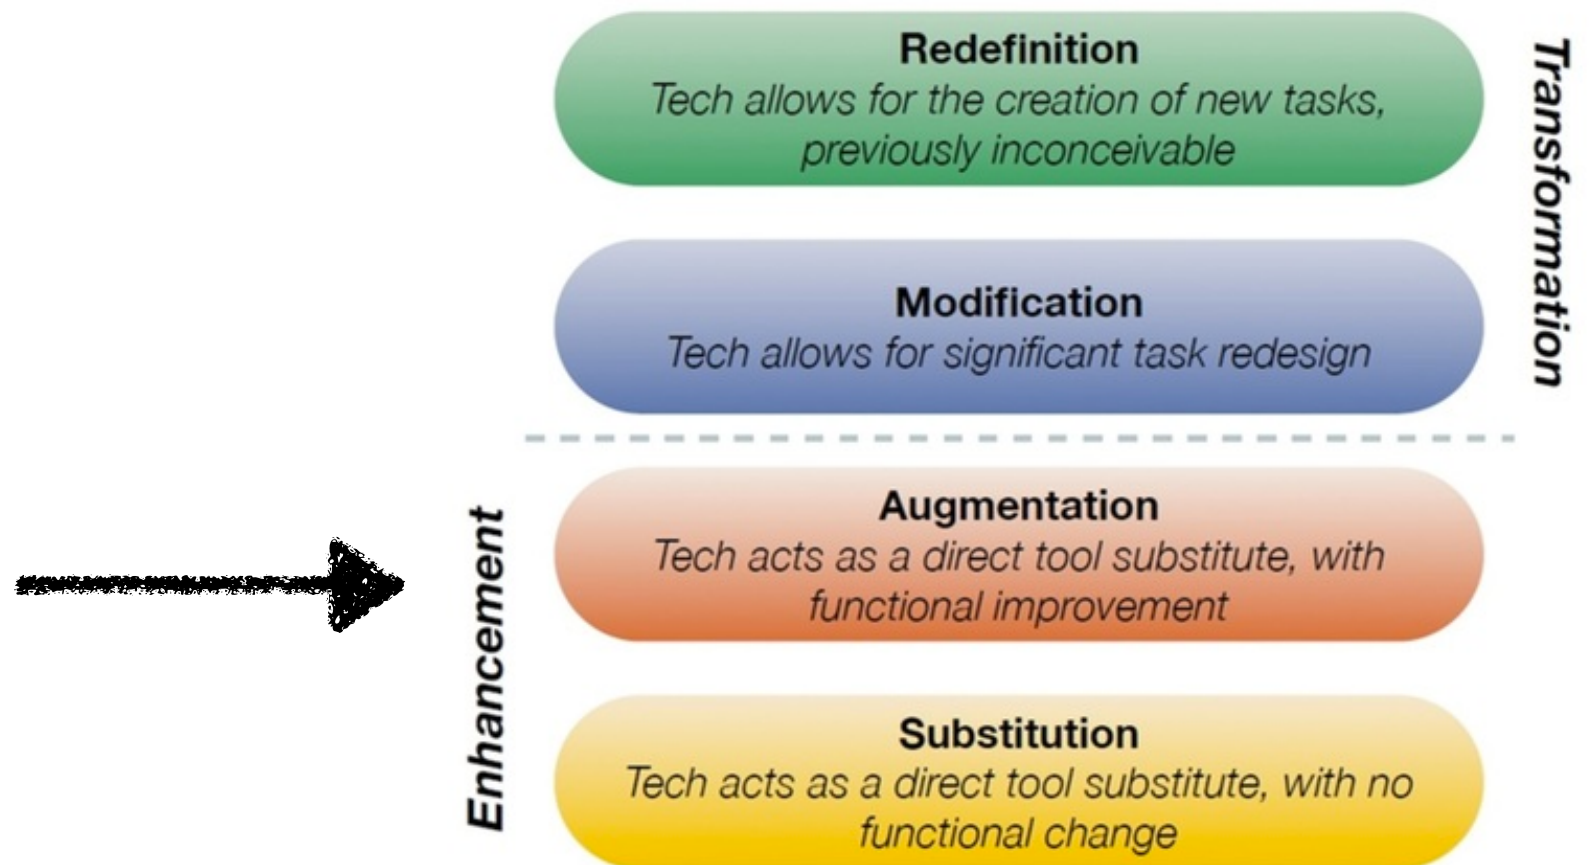 Redefinition
Tech allows for the creation of new tasks,
previously inconceivable
Modification
Tech allows for significant task redesign
Transformation
Augmentation
Tech acts as a direct tool substitute, with
functional improvement
Substitution
Tech acts as a direct tool substitute, with no
functional change
Enhancement